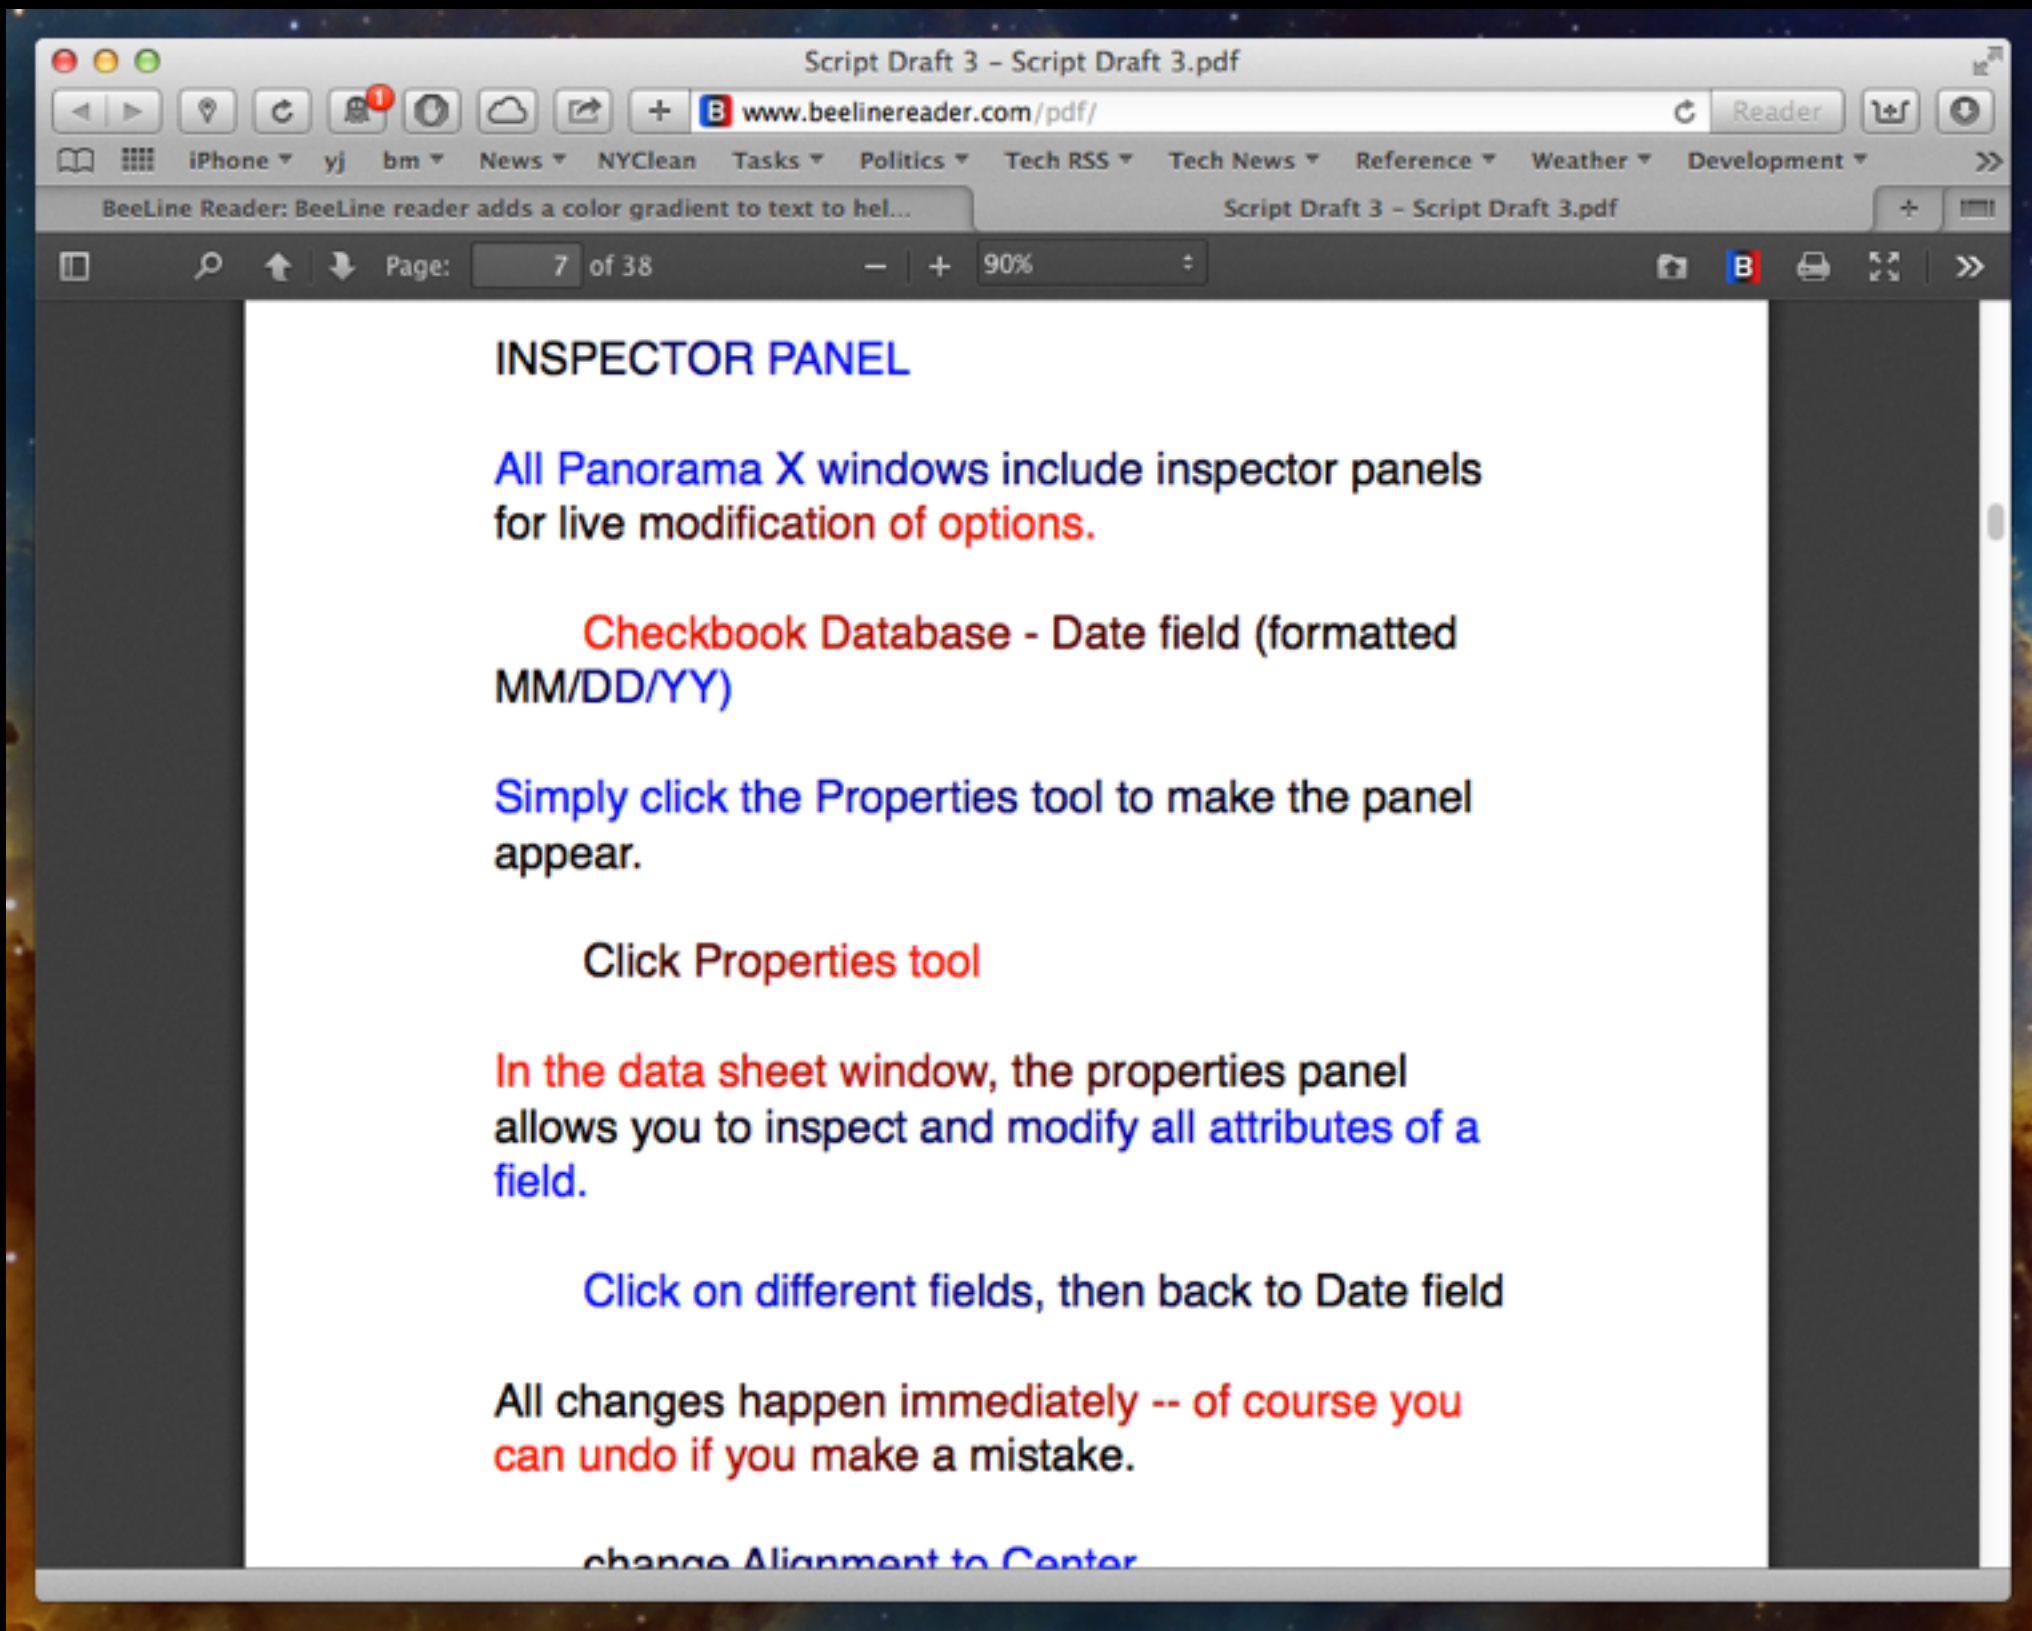 Script Draft 3 – Script Draft 3.pdf
1
B www.beelinereader.com/pdf/ Reader
iPhone yj bm News NYClean Tasks Politics Tech RSS Tech News Reference Weather Development
BeeLine Reader: BeeLine reader adds a color gradient to text to hel... Script Draft 3 – Script Draft 3.pdf
Page: 7 of 38 90% B
INSPECTOR PANEL
All Panorama X windows include inspector panels
for live modification of options.
Checkbook Database - Date field (formatted
MM/DD/YY)
Simply click the Properties tool to make the panel
appear.
Click Properties tool
In the data sheet window, the properties panel
allows you to inspect and modify all attributes of a
field.
Click on different fields, then back to Date field
All changes happen immediately -- of course you
can undo if you make a mistake.
change Alignment to Center